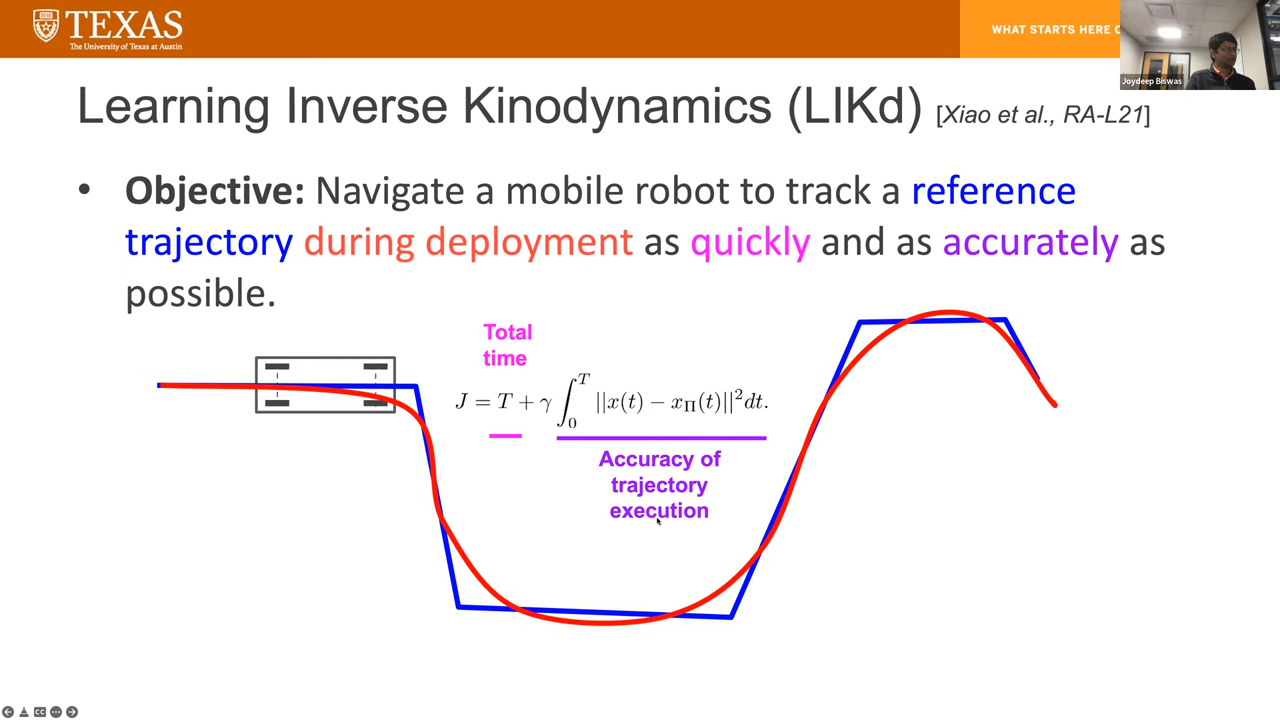 TEXAS
The University of Texas at Austin
WHAT STARTS HERE C
Joydeep Biswas
Learning Inverse Kinodynamics (LIKd) [Xiao et al., RA-L21]
• Objective: Navigate a mobile robot to track a reference
trajectory during deployment as quickly and as accurately as
possible.
Total
time
J = T + γ ∫₀ᵀ ||x(t) − x_Π(t)||² dt.
Accuracy of
trajectory
execution
CC